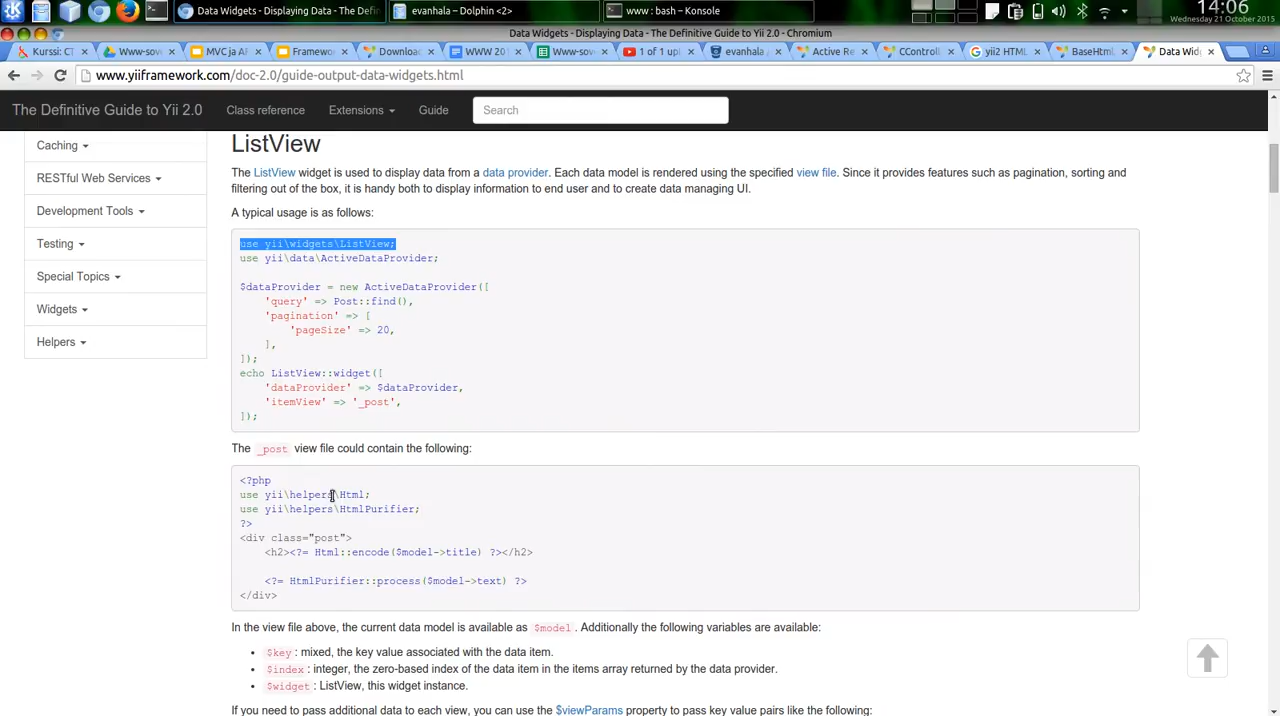 Data Widgets - Displaying Data - The Defin
evanhala – Dolphin <2>
www : bash – Konsole
14:06
Wednesday 21 October 2015
Data Widgets - Displaying Data - The Definitive Guide to Yii 2.0 – Chromium
Kurssi: CT
Www-sove
MVC ja AF
Framewor
Download
WWW 201
Www-sove
1 of 1 upl
evanhala
Active Re
CControll
yii2 HTML
BaseHtml
Data Wid
www.yiiframework.com/doc-2.0/guide-output-data-widgets.html
The Definitive Guide to Yii 2.0
Class reference
Extensions
Guide
Search
Caching
RESTful Web Services
Development Tools
Testing
Special Topics
Widgets
Helpers
ListView
The ListView widget is used to display data from a data provider. Each data model is rendered using the specified view file. Since it provides features such as pagination, sorting and
filtering out of the box, it is handy both to display information to end user and to create data managing UI.
A typical usage is as follows:
use yii\widgets\ListView;
use yii\data\ActiveDataProvider;
$dataProvider = new ActiveDataProvider([
'query' => Post::find(),
'pagination' => [
'pageSize' => 20,
],
]);
echo ListView::widget([
'dataProvider' => $dataProvider,
'itemView' => '_post',
]);
The _post view file could contain the following:
<?php
use yii\helpers\Html;
use yii\helpers\HtmlPurifier;
?>
<div class="post">
<h2><?= Html::encode($model->title) ?></h2>
<?= HtmlPurifier::process($model->text) ?>
</div>
In the view file above, the current data model is available as $model . Additionally the following variables are available:
• $key : mixed, the key value associated with the data item.
• $index : integer, the zero-based index of the data item in the items array returned by the data provider.
• $widget : ListView, this widget instance.
If you need to pass additional data to each view, you can use the $viewParams property to pass key value pairs like the following: